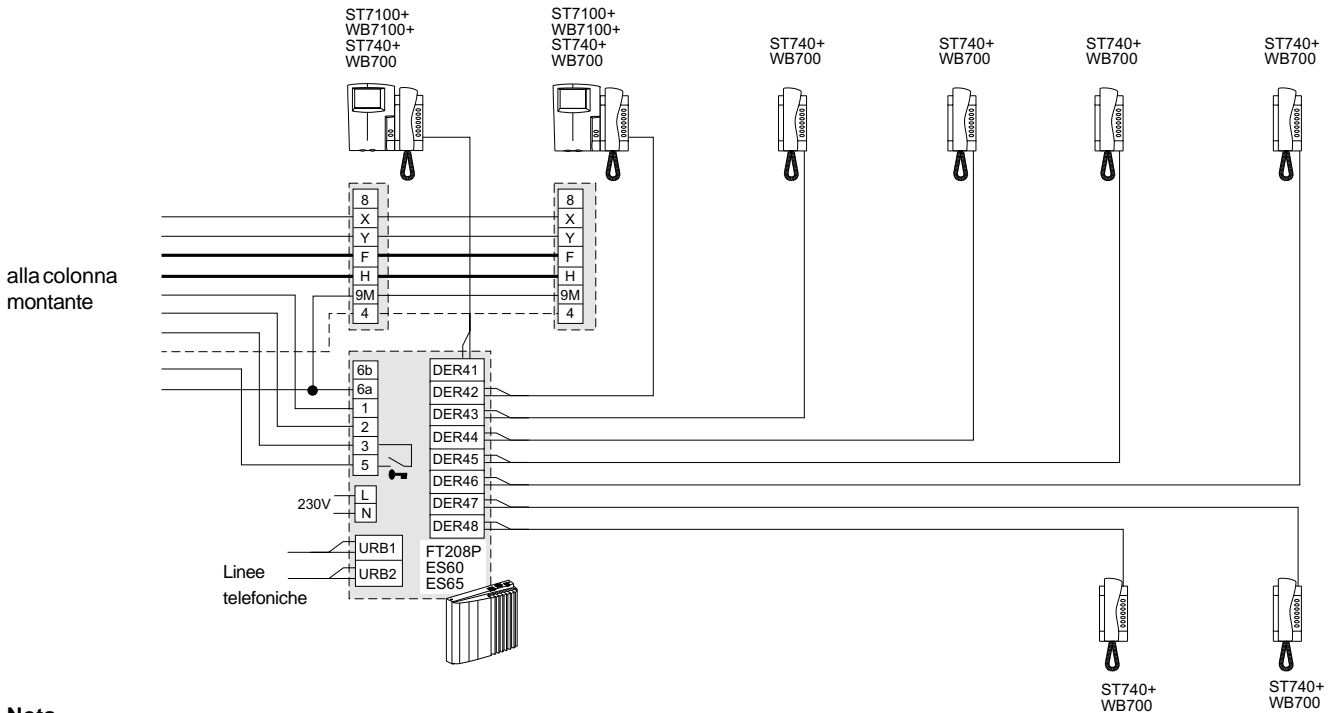 ST7100+
WB7100+
ST740+
WB700
ST7100+
WB7100+
ST740+
WB700
ST740+
WB700
ST740+
WB700
ST740+
WB700
ST740+
WB700
8
X
Y
F
H
9M
4
8
X
Y
F
H
9M
4
alla colonna
montante
6b
6a
1
2
3
5
L
N
230V
URB1
URB2
Linee
telefoniche
DER41
DER42
DER43
DER44
DER45
DER46
DER47
DER48
FT208P
ES60
ES65
ST740+
WB700
ST740+
WB700